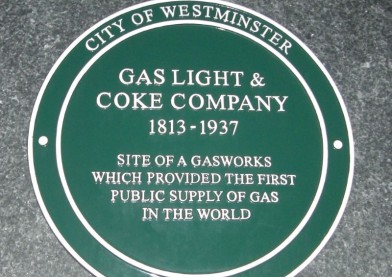 CITY OF WESTMINSTER
GAS LIGHT &
COKE COMPANY
1813-1937
SITE OF A GASWORKS
WHICH PROVIDED THE FIRST
PUBLIC SUPPLY OF GAS
IN THE WORLD